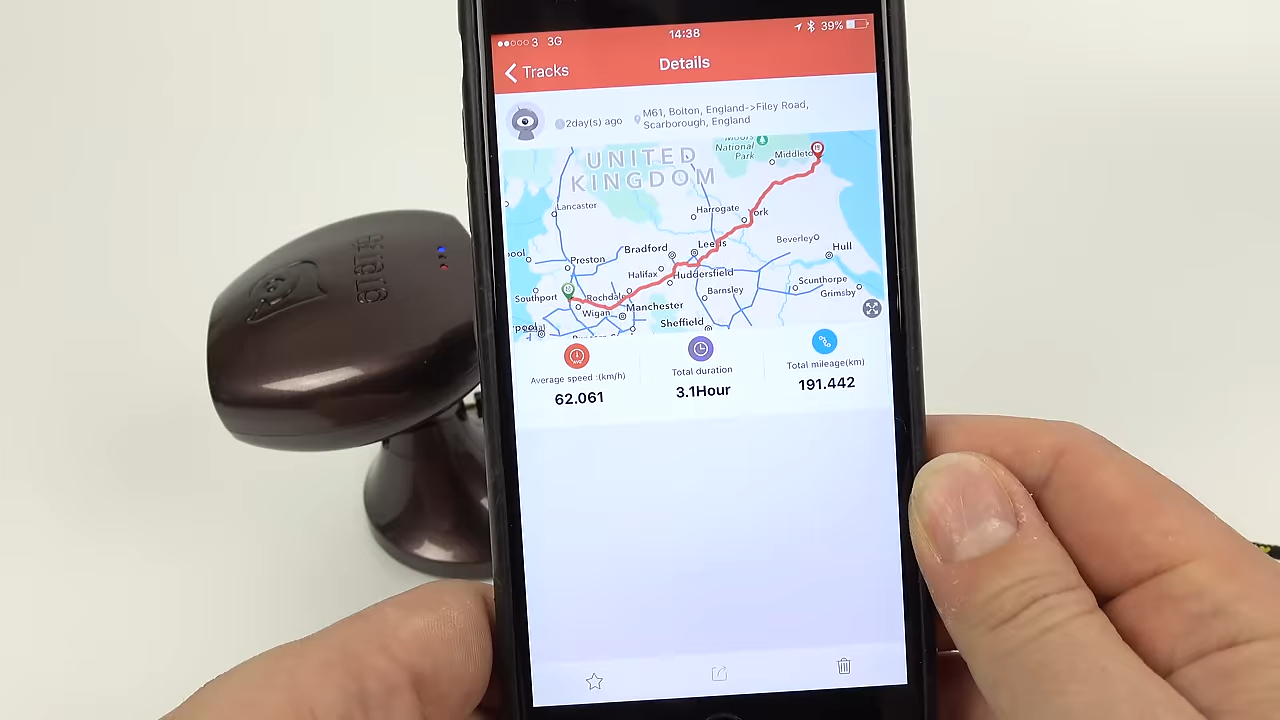 3 3G
14:38
39%
Tracks
Details
2day(s) ago
M61, Bolton, England->Filey Road,
Scarborough, England
National
Park
UNITED
KINGDOM
Lancaster
Harrogate
York
Beverley
Hull
Bradford
Leeds
Preston
Halifax
Huddersfield
Scunthorpe
Southport
Rochdale
Barnsley
Grimsby
Wigan
Manchester
Sheffield
Average speed :(km/h)
62.061
Total duration
3.1Hour
Total mileage(km)
191.442